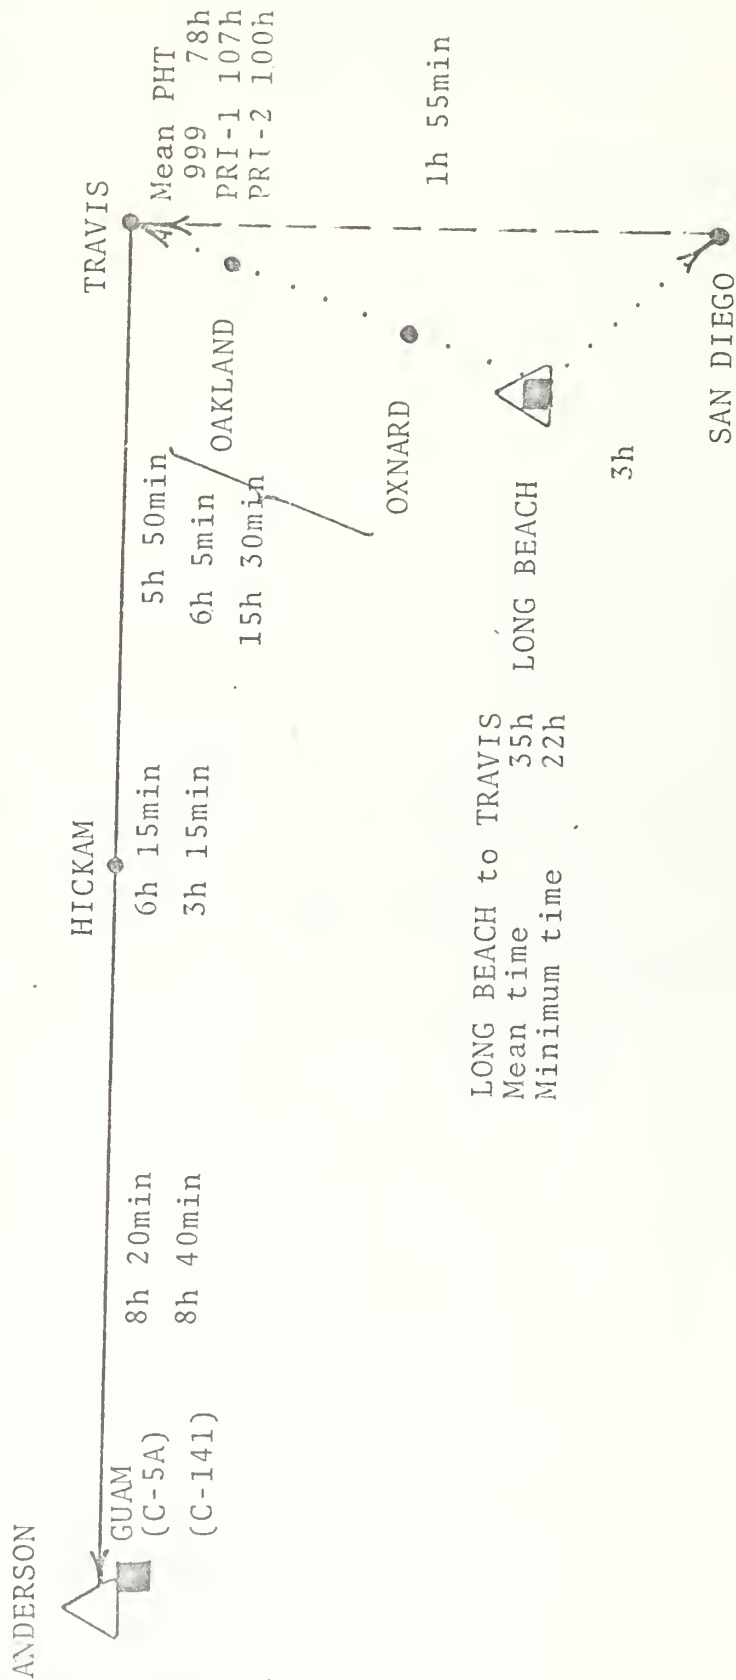 ANDERSON
GUAM
(C-5A)
(C-141)
8h 20min
8h 40min
HICKAM
6h 15min
3h 15min
5h 50min
6h 5min
15h 30min
TRAVIS
Mean PHT
999 78h
PRI-1 107h
PRI-2 100h
OAKLAND
OXNARD
1h 55min
LONG BEACH
3h
SAN DIEGO
LONG BEACH to TRAVIS
Mean time 35h
Minimum time 22h